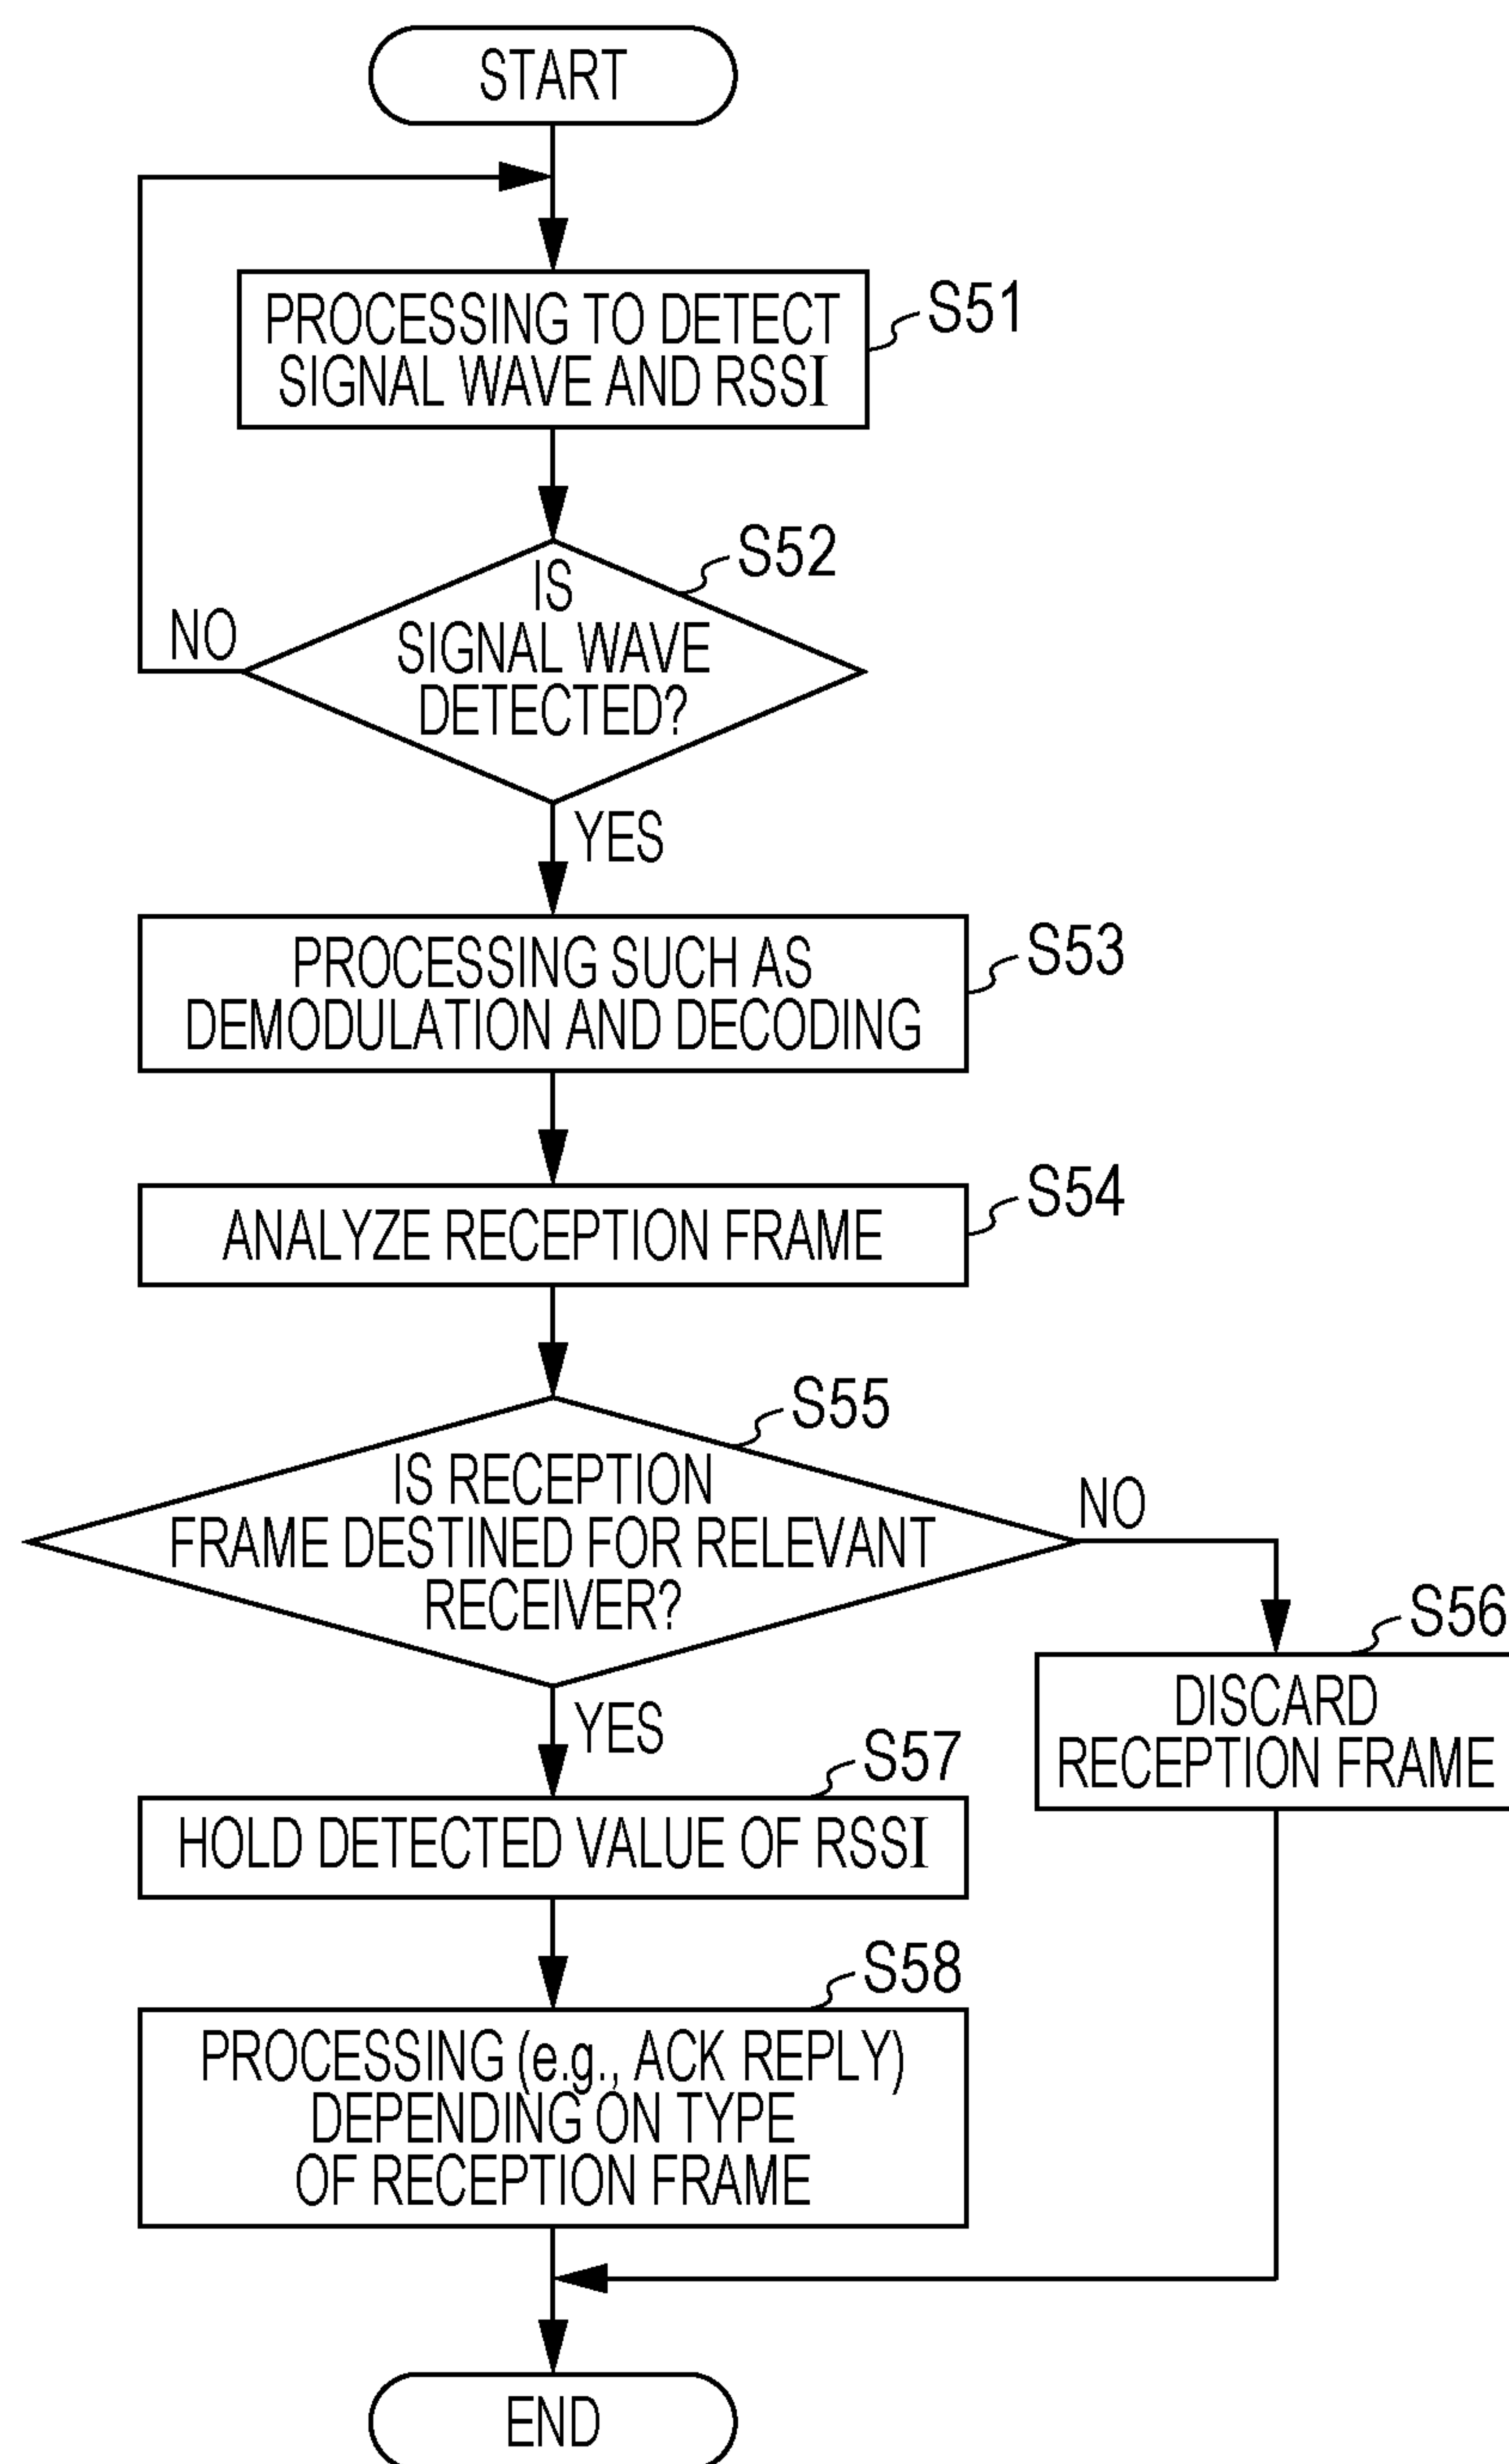 START
PROCESSING TO DETECT
SIGNAL WAVE AND RSSI
S51
IS
SIGNAL WAVE
DETECTED?
S52
NO
YES
PROCESSING SUCH AS
DEMODULATION AND DECODING
S53
ANALYZE RECEPTION FRAME
S54
IS RECEPTION
FRAME DESTINED FOR RELEVANT
RECEIVER?
S55
NO
YES
S56
DISCARD
RECEPTION FRAME
S57
HOLD DETECTED VALUE OF RSSI
S58
PROCESSING (e.g., ACK REPLY)
DEPENDING ON TYPE
OF RECEPTION FRAME
END